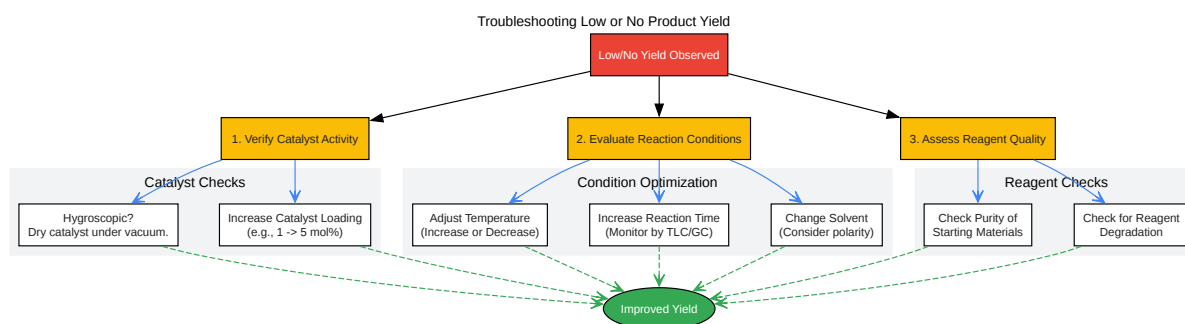 Troubleshooting Low or No Product Yield
Low/No Yield Observed
1. Verify Catalyst Activity
2. Evaluate Reaction Conditions
3. Assess Reagent Quality
Catalyst Checks
Condition Optimization
Reagent Checks
Hygroscopic?
Dry catalyst under vacuum.
Increase Catalyst Loading
(e.g., 1 -> 5 mol%)
Adjust Temperature
(Increase or Decrease)
Increase Reaction Time
(Monitor by TLC/GC)
Change Solvent
(Consider polarity)
Check Purity of
Starting Materials
Check for Reagent
Degradation
Improved Yield